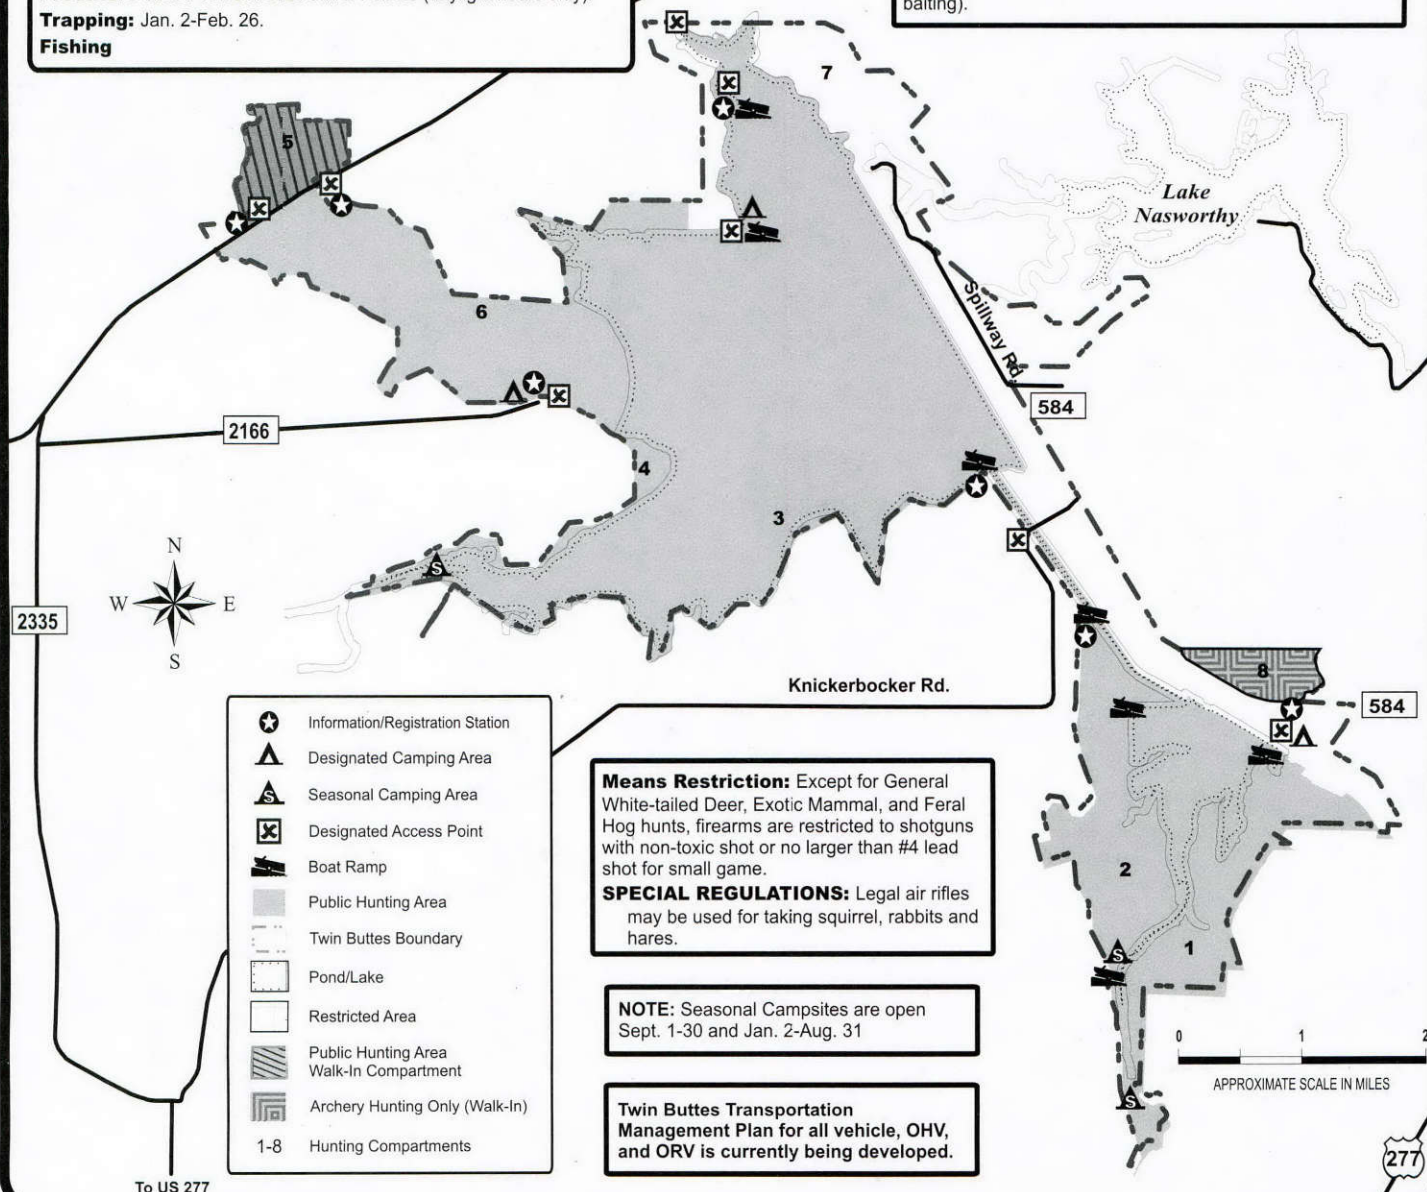 Trapping: Jan. 2-Feb. 26.
Fishing
baiting).
7
5
Lake
Nasworthy
6
Spillway Rd.
584
2166
4
3
N
W
E
S
2335
8
Knickerbocker Rd.
584
Information/Registration Station
Designated Camping Area
S
Seasonal Camping Area
Designated Access Point
Boat Ramp
Public Hunting Area
Twin Buttes Boundary
Pond/Lake
Restricted Area
Public Hunting Area
Walk-In Compartment
Archery Hunting Only (Walk-In)
1-8 Hunting Compartments
Means Restriction: Except for General
White-tailed Deer, Exotic Mammal, and Feral
Hog hunts, firearms are restricted to shotguns
with non-toxic shot or no larger than #4 lead
shot for small game.
SPECIAL REGULATIONS: Legal air rifles
may be used for taking squirrel, rabbits and
hares.
NOTE: Seasonal Campsites are open
Sept. 1-30 and Jan. 2-Aug. 31
Twin Buttes Transportation
Management Plan for all vehicle, OHV,
and ORV is currently being developed.
2
1
S
S
S
0 1 2
APPROXIMATE SCALE IN MILES
277
To US 277